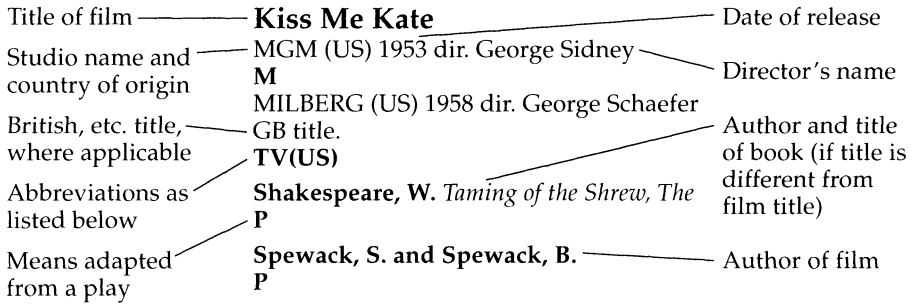 Title of film
Studio name and
country of origin
British, etc. title,
where applicable
Abbreviations as
listed below
Means adapted
from a play
Kiss Me Kate
MGM (US) 1953 dir. George Sidney
M
MILBERG (US) 1958 dir. George Schaefer
GB title.
TV(US)
Shakespeare, W. Taming of the Shrew, The
P
Spewack, S. and Spewack, B.
P
Date of release
Director's name
Author and title
of book (if title is
different from
film title)
Author of film